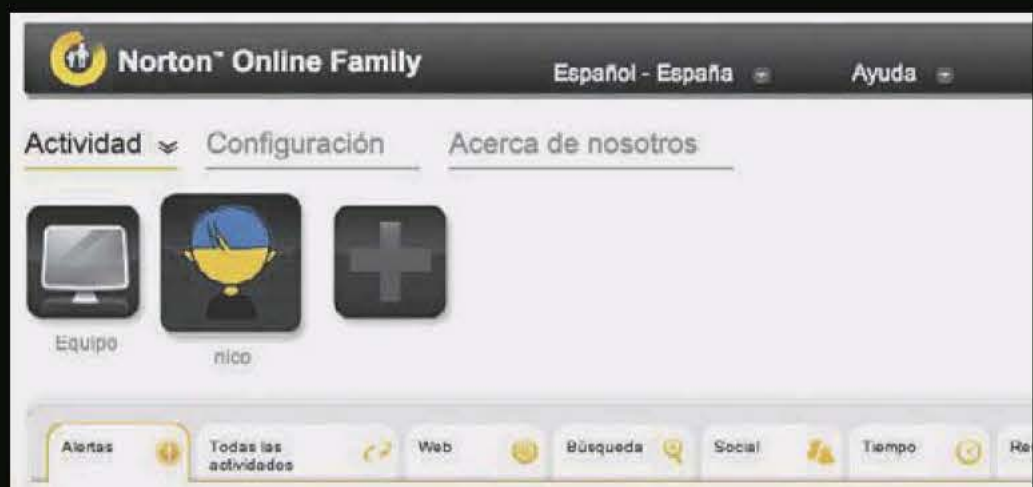 Norton™ Online Family
Español - España
Ayuda
Actividad
Configuración
Acerca de nosotros
Equipo
nico
Alertas
Todas las
actividades
Web
Búsqueda
Social
Tiempo